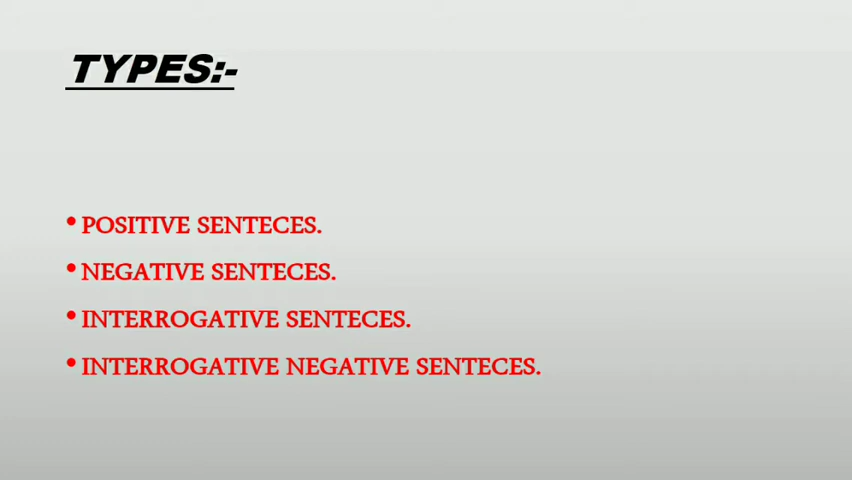 TYPES:-
• POSITIVE SENTECES.
• NEGATIVE SENTECES.
• INTERROGATIVE SENTECES.
• INTERROGATIVE NEGATIVE SENTECES.